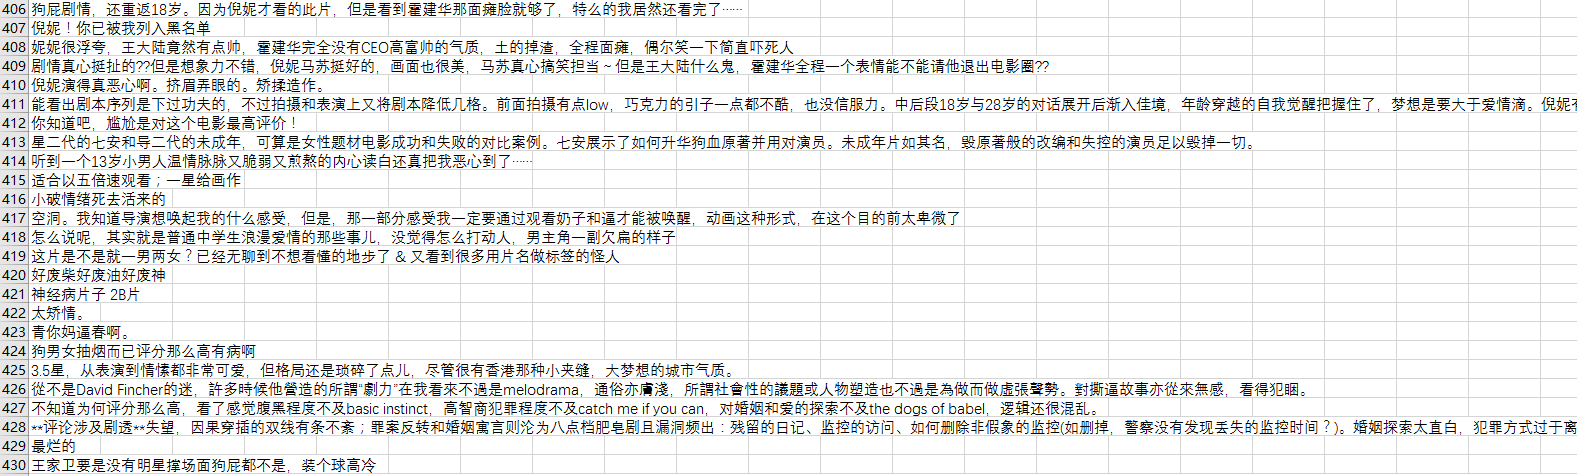 406 狗屁剧情，还重返18岁。因为倪妮才看的此片，但是看到霍建华那面瘫脸就够了，特么的我居然还看完了……
407 倪妮！你已被我列入黑名单
408 妮妮很浮夸，王大陆竟然有点帅，霍建华完全没有CEO高富帅的气质，土的掉渣，全程面瘫，偶尔笑一下简直吓死人
409 剧情真心挺扯的??但是想象力不错，倪妮马苏挺好的，画面也很美，马苏真心搞笑担当～但是王大陆什么鬼，霍建华全程一个表情能不能请他退出电影圈??
410 倪妮演得真恶心啊。挤眉弄眼的。矫揉造作。
411 能看出剧本序列是下过功夫的，不过拍摄和表演上又将剧本降低几格。前面拍摄有点low，巧克力的引子一点都不酷，也没信服力。中后段18岁与28岁的对话展开后渐入佳境，年龄穿越的自我觉醒把握住了，梦想是要大于爱情滴。倪妮有
412 你知道吧，尴尬是对这个电影最高评价！
413 星二代的七安和导二代的未成年，可算是女性题材电影成功和失败的对比案例。七安展示了如何升华狗血原著并用对演员。未成年片如其名，毁原著般的改编和失控的演员足以毁掉一切。
414 听到一个13岁小男人温情脉脉又脆弱又煎熬的内心读白还真把我恶心到了……
415 适合以五倍速观看；一星给画作
416 小破情绪死去活来的
417 空洞。我知道导演想唤起我的什么感受，但是，那一部分感受我一定要通过观看奶子和逼才能被唤醒，动画这种形式，在这个目的前太卑微了
418 怎么说呢，其实就是普通中学生浪漫爱情的那些事儿，没觉得怎么打动人，男主角一副欠扁的样子
419 这片是不是就一男两女？已经无聊到不想看懂的地步了 & 又看到很多用片名做标签的怪人
420 好废柴好废油好废神
421 神经病片子 2B片
422 太矫情。
423 青你妈逼春啊。
424 狗男女抽烟而已评分那么高有病啊
425 3.5星，从表演到情愫都非常可爱，但格局还是琐碎了点儿，尽管很有香港那种小夹缝，大梦想的城市气质。
426 從不是David Fincher的迷，許多時候他營造的所謂“劇力”在我看來不過是melodrama，通俗亦膚淺，所謂社會性的議題或人物塑造也不過是為做而做虛張聲勢。對撕逼故事亦從來無感，看得犯睏。
427 不知道为何评分那么高，看了感觉腹黑程度不及basic instinct，高智商犯罪程度不及catch me if you can，对婚姻和爱的探索不及the dogs of babel，逻辑还很混乱。
428 **评论涉及剧透**失望，因果穿插的双线有条不紊；罪案反转和婚姻寓言则沦为八点档肥皂剧且漏洞频出：残留的日记、监控的访问、如何删除非假象的监控(如删掉，警察没有发现丢失的监控时间？)。婚姻探索太直白，犯罪方式过于离
429 最烂的
430 王家卫要是没有明星撑场面狗屁都不是，装个球高冷